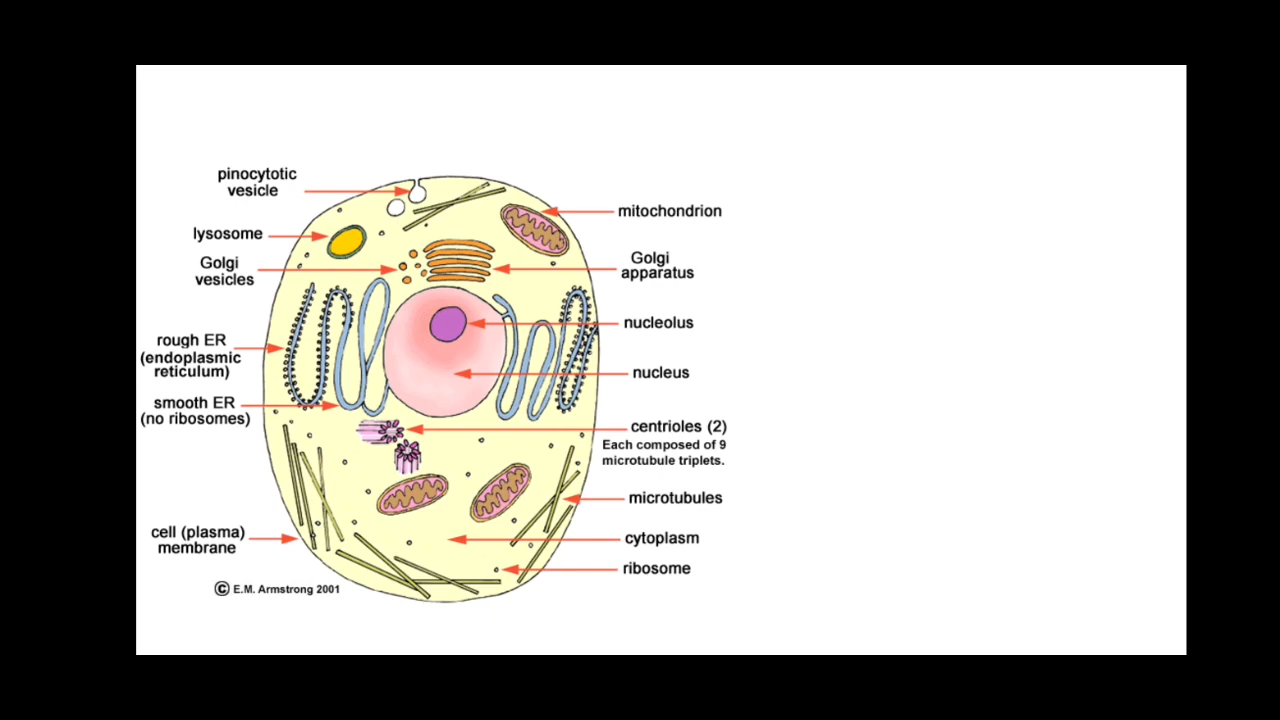 pinocytotic
vesicle
lysosome
Golgi
vesicles
rough ER
(endoplasmic
reticulum)
smooth ER
(no ribosomes)
cell (plasma)
membrane
© E.M. Armstrong 2001
mitochondrion
Golgi
apparatus
nucleolus
nucleus
centrioles (2)
Each composed of 9
microtubule triplets.
microtubules
cytoplasm
ribosome